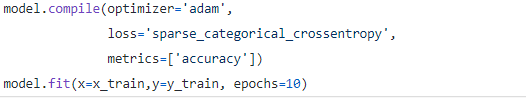 model.compile(optimizer='adam',
              loss='sparse_categorical_crossentropy',
              metrics=['accuracy'])
model.fit(x=x_train,y=y_train, epochs=10)